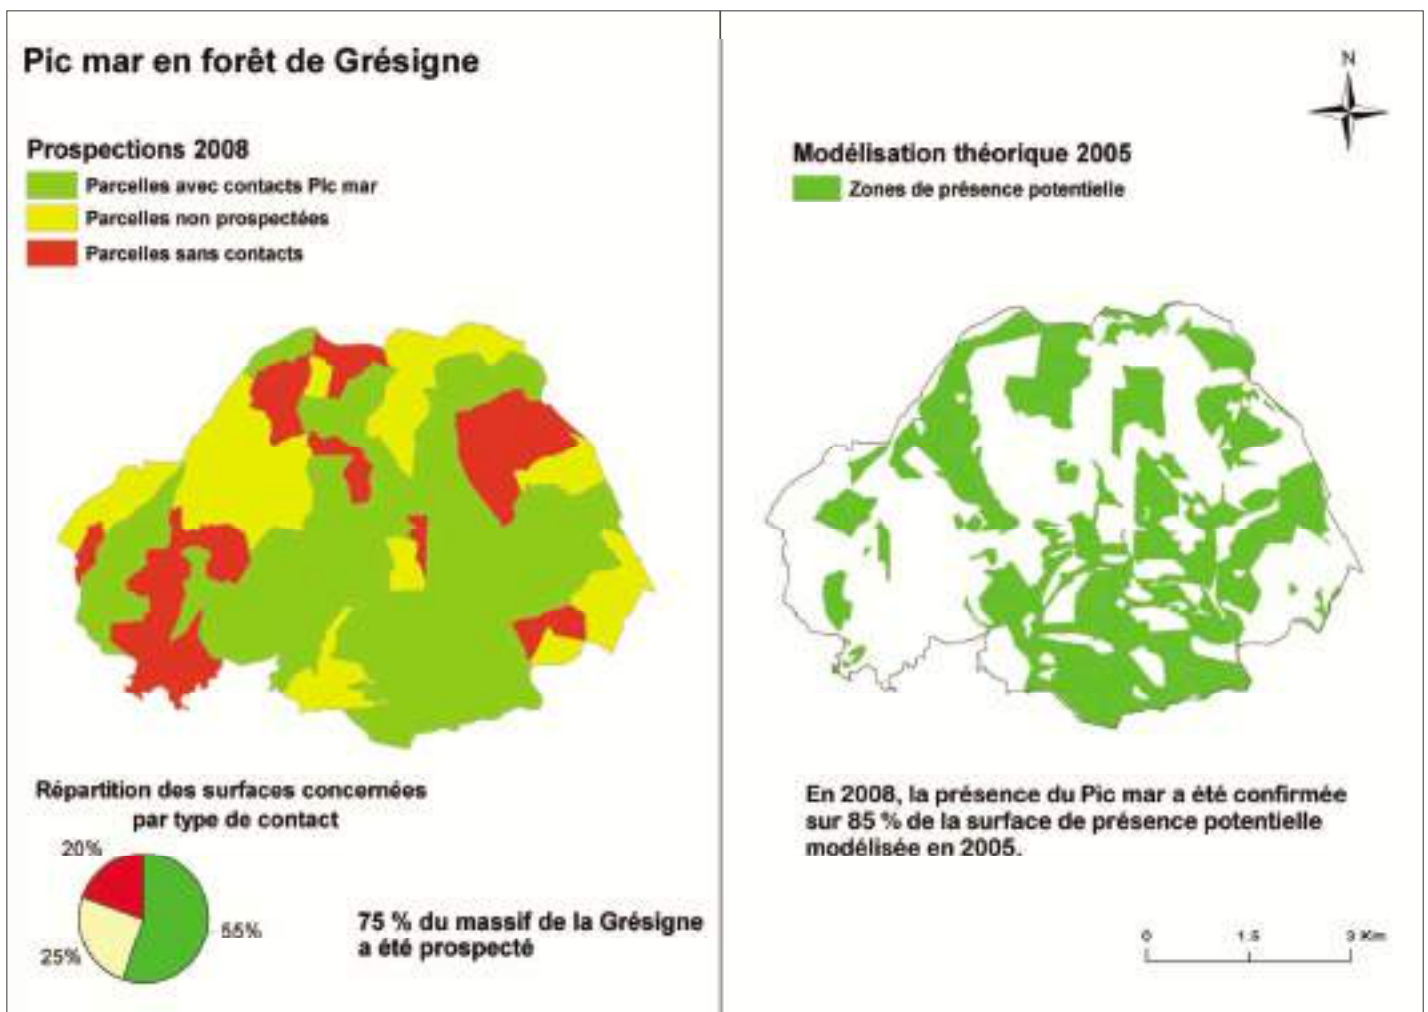 Pic mar en forêt de Grésigne
Prospections 2008
Parcelles avec contacts Pic mar
Parcelles non prospectées
Parcelles sans contacts
Répartition des surfaces concernées
par type de contact
20%
55%
25%
75 % du massif de la Grésigne
a été prospecté
N
Modélisation théorique 2005
Zones de présence potentielle
En 2008, la présence du Pic mar a été confirmée
sur 85 % de la surface de présence potentielle
modélisée en 2005.
0 1.5 3 Km